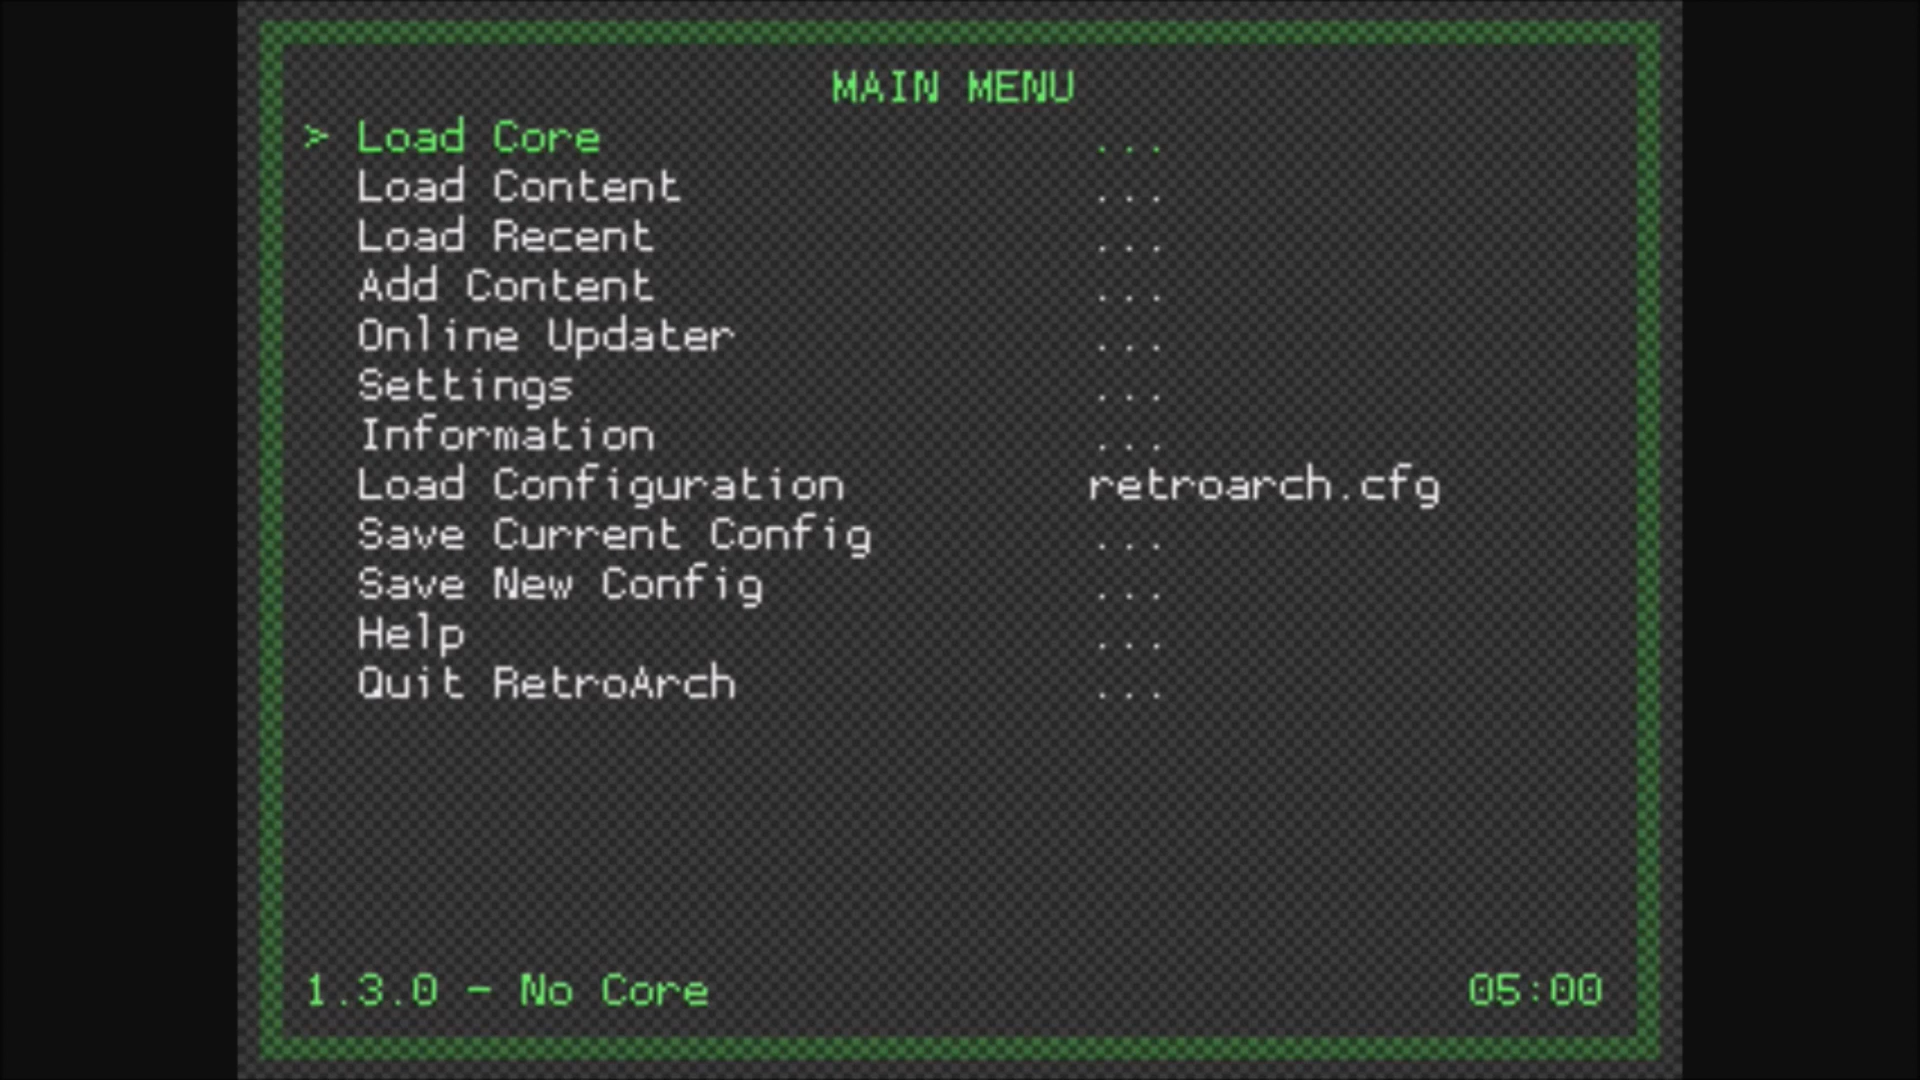 MAIN MENU
> Load Core ...
Load Content ...
Load Recent ...
Add Content ...
Online Updater ...
Settings ...
Information ...
Load Configuration retroarch.cfg
Save Current Config ...
Save New Config ...
Help ...
Quit RetroArch ...
1.3.0 - No Core 05:00